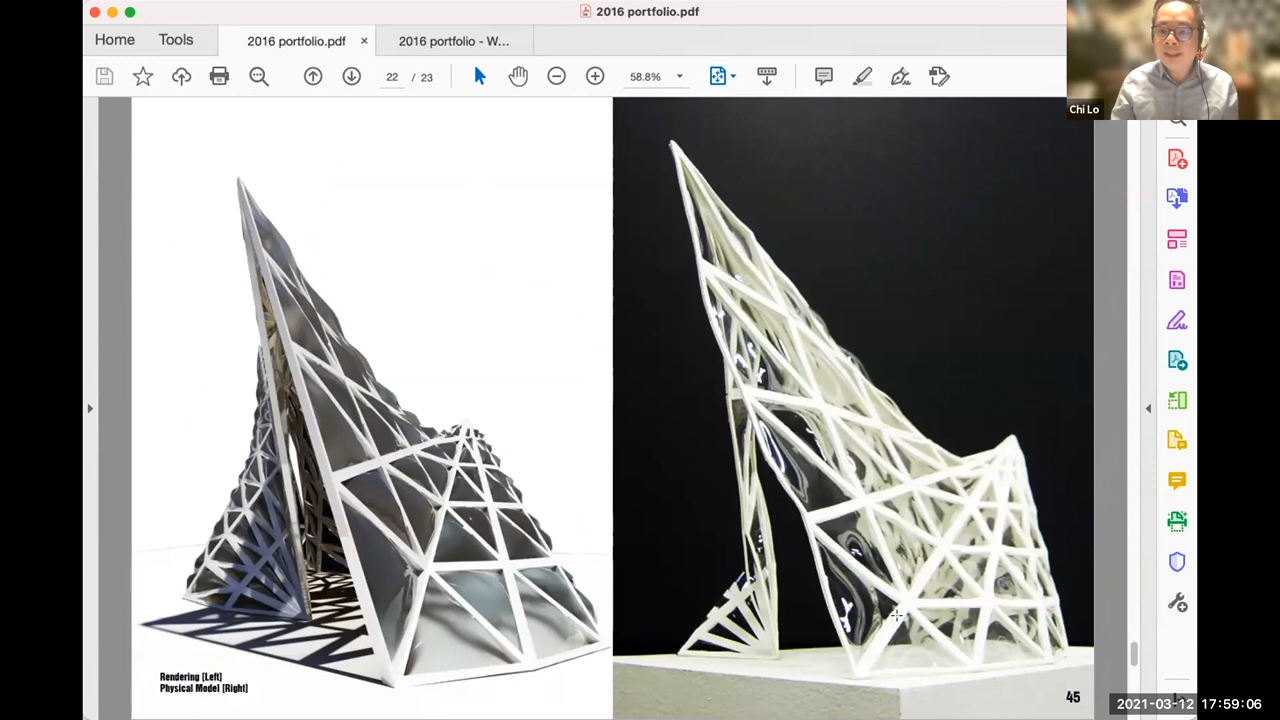 2016 portfolio.pdf
Home
Tools
2016 portfolio.pdf
×
2016 portfolio - W...
22 / 23
58.8%
Chi Lo
Rendering [Left]
Physical Model [Right]
45
2021-03-12 17:59:06